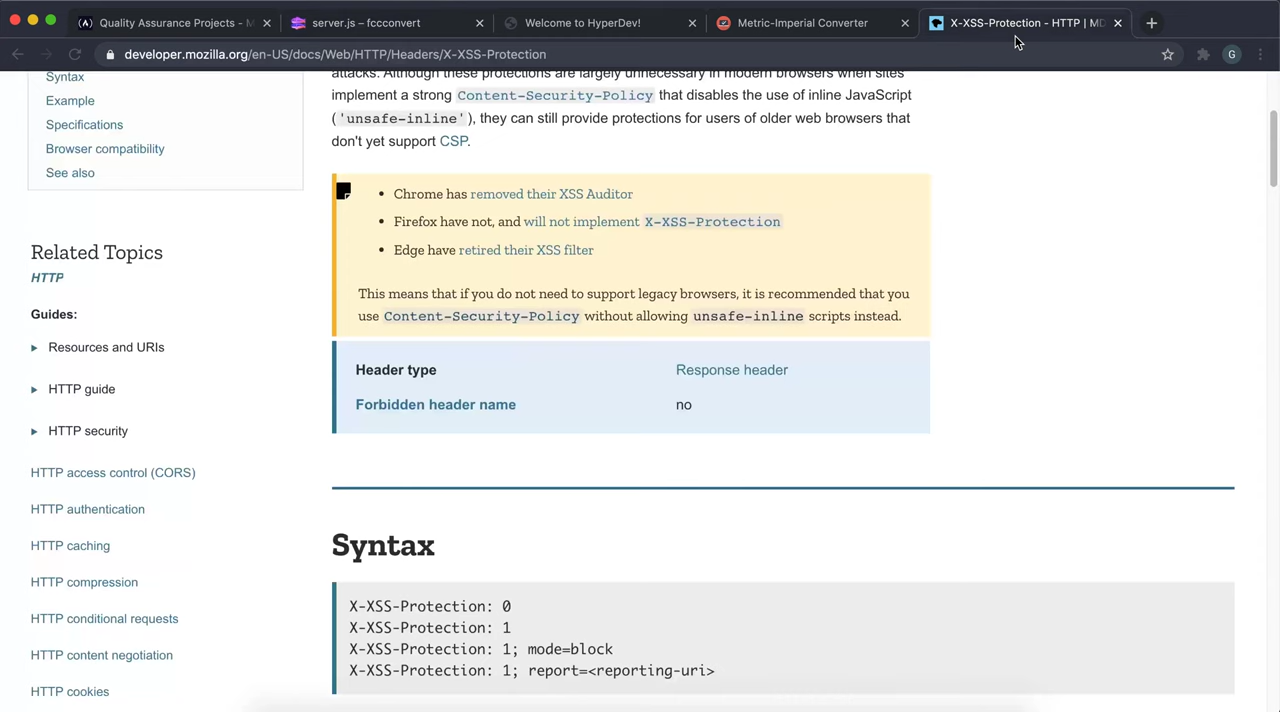 Quality Assurance Projects - M
server.js – fccconvert
Welcome to HyperDev!
Metric-Imperial Converter
X-XSS-Protection - HTTP | MD
developer.mozilla.org/en-US/docs/Web/HTTP/Headers/X-XSS-Protection
G
Syntax
Example
Specifications
Browser compatibility
See also
Related Topics
HTTP
Guides:
Resources and URIs
HTTP guide
HTTP security
HTTP access control (CORS)
HTTP authentication
HTTP caching
HTTP compression
HTTP conditional requests
HTTP content negotiation
HTTP cookies
attacks. Although these protections are largely unnecessary in modern browsers when sites
implement a strong Content-Security-Policy that disables the use of inline JavaScript
('unsafe-inline'), they can still provide protections for users of older web browsers that
don't yet support CSP.
• Chrome has removed their XSS Auditor
• Firefox have not, and will not implement X-XSS-Protection
• Edge have retired their XSS filter
This means that if you do not need to support legacy browsers, it is recommended that you
use Content-Security-Policy without allowing unsafe-inline scripts instead.
Header type Response header
Forbidden header name no
Syntax
X-XSS-Protection: 0
X-XSS-Protection: 1
X-XSS-Protection: 1; mode=block
X-XSS-Protection: 1; report=<reporting-uri>